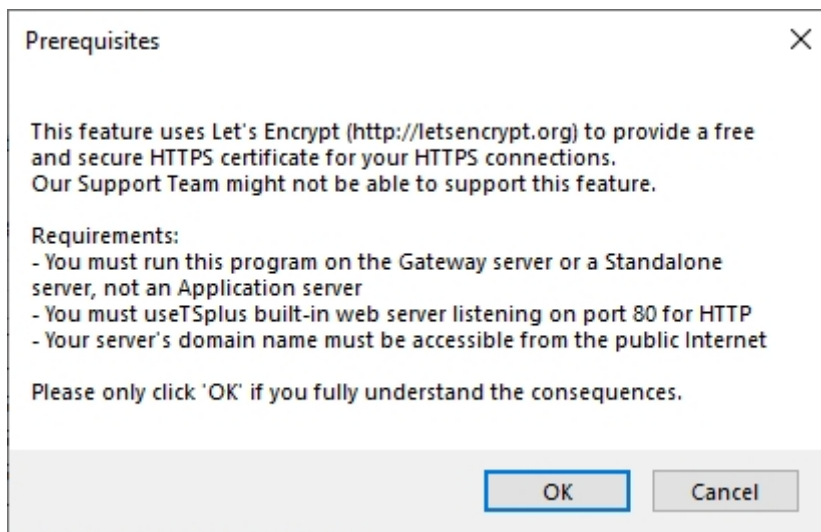 Prerequisites
This feature uses Let's Encrypt (http://letsencrypt.org) to provide a free
and secure HTTPS certificate for your HTTPS connections.
Our Support Team might not be able to support this feature.
Requirements:
- You must run this program on the Gateway server or a Standalone
server, not an Application server
- You must useTSplus built-in web server listening on port 80 for HTTP
- Your server's domain name must be accessible from the public Internet
Please only click 'OK' if you fully understand the consequences.
OK
Cancel